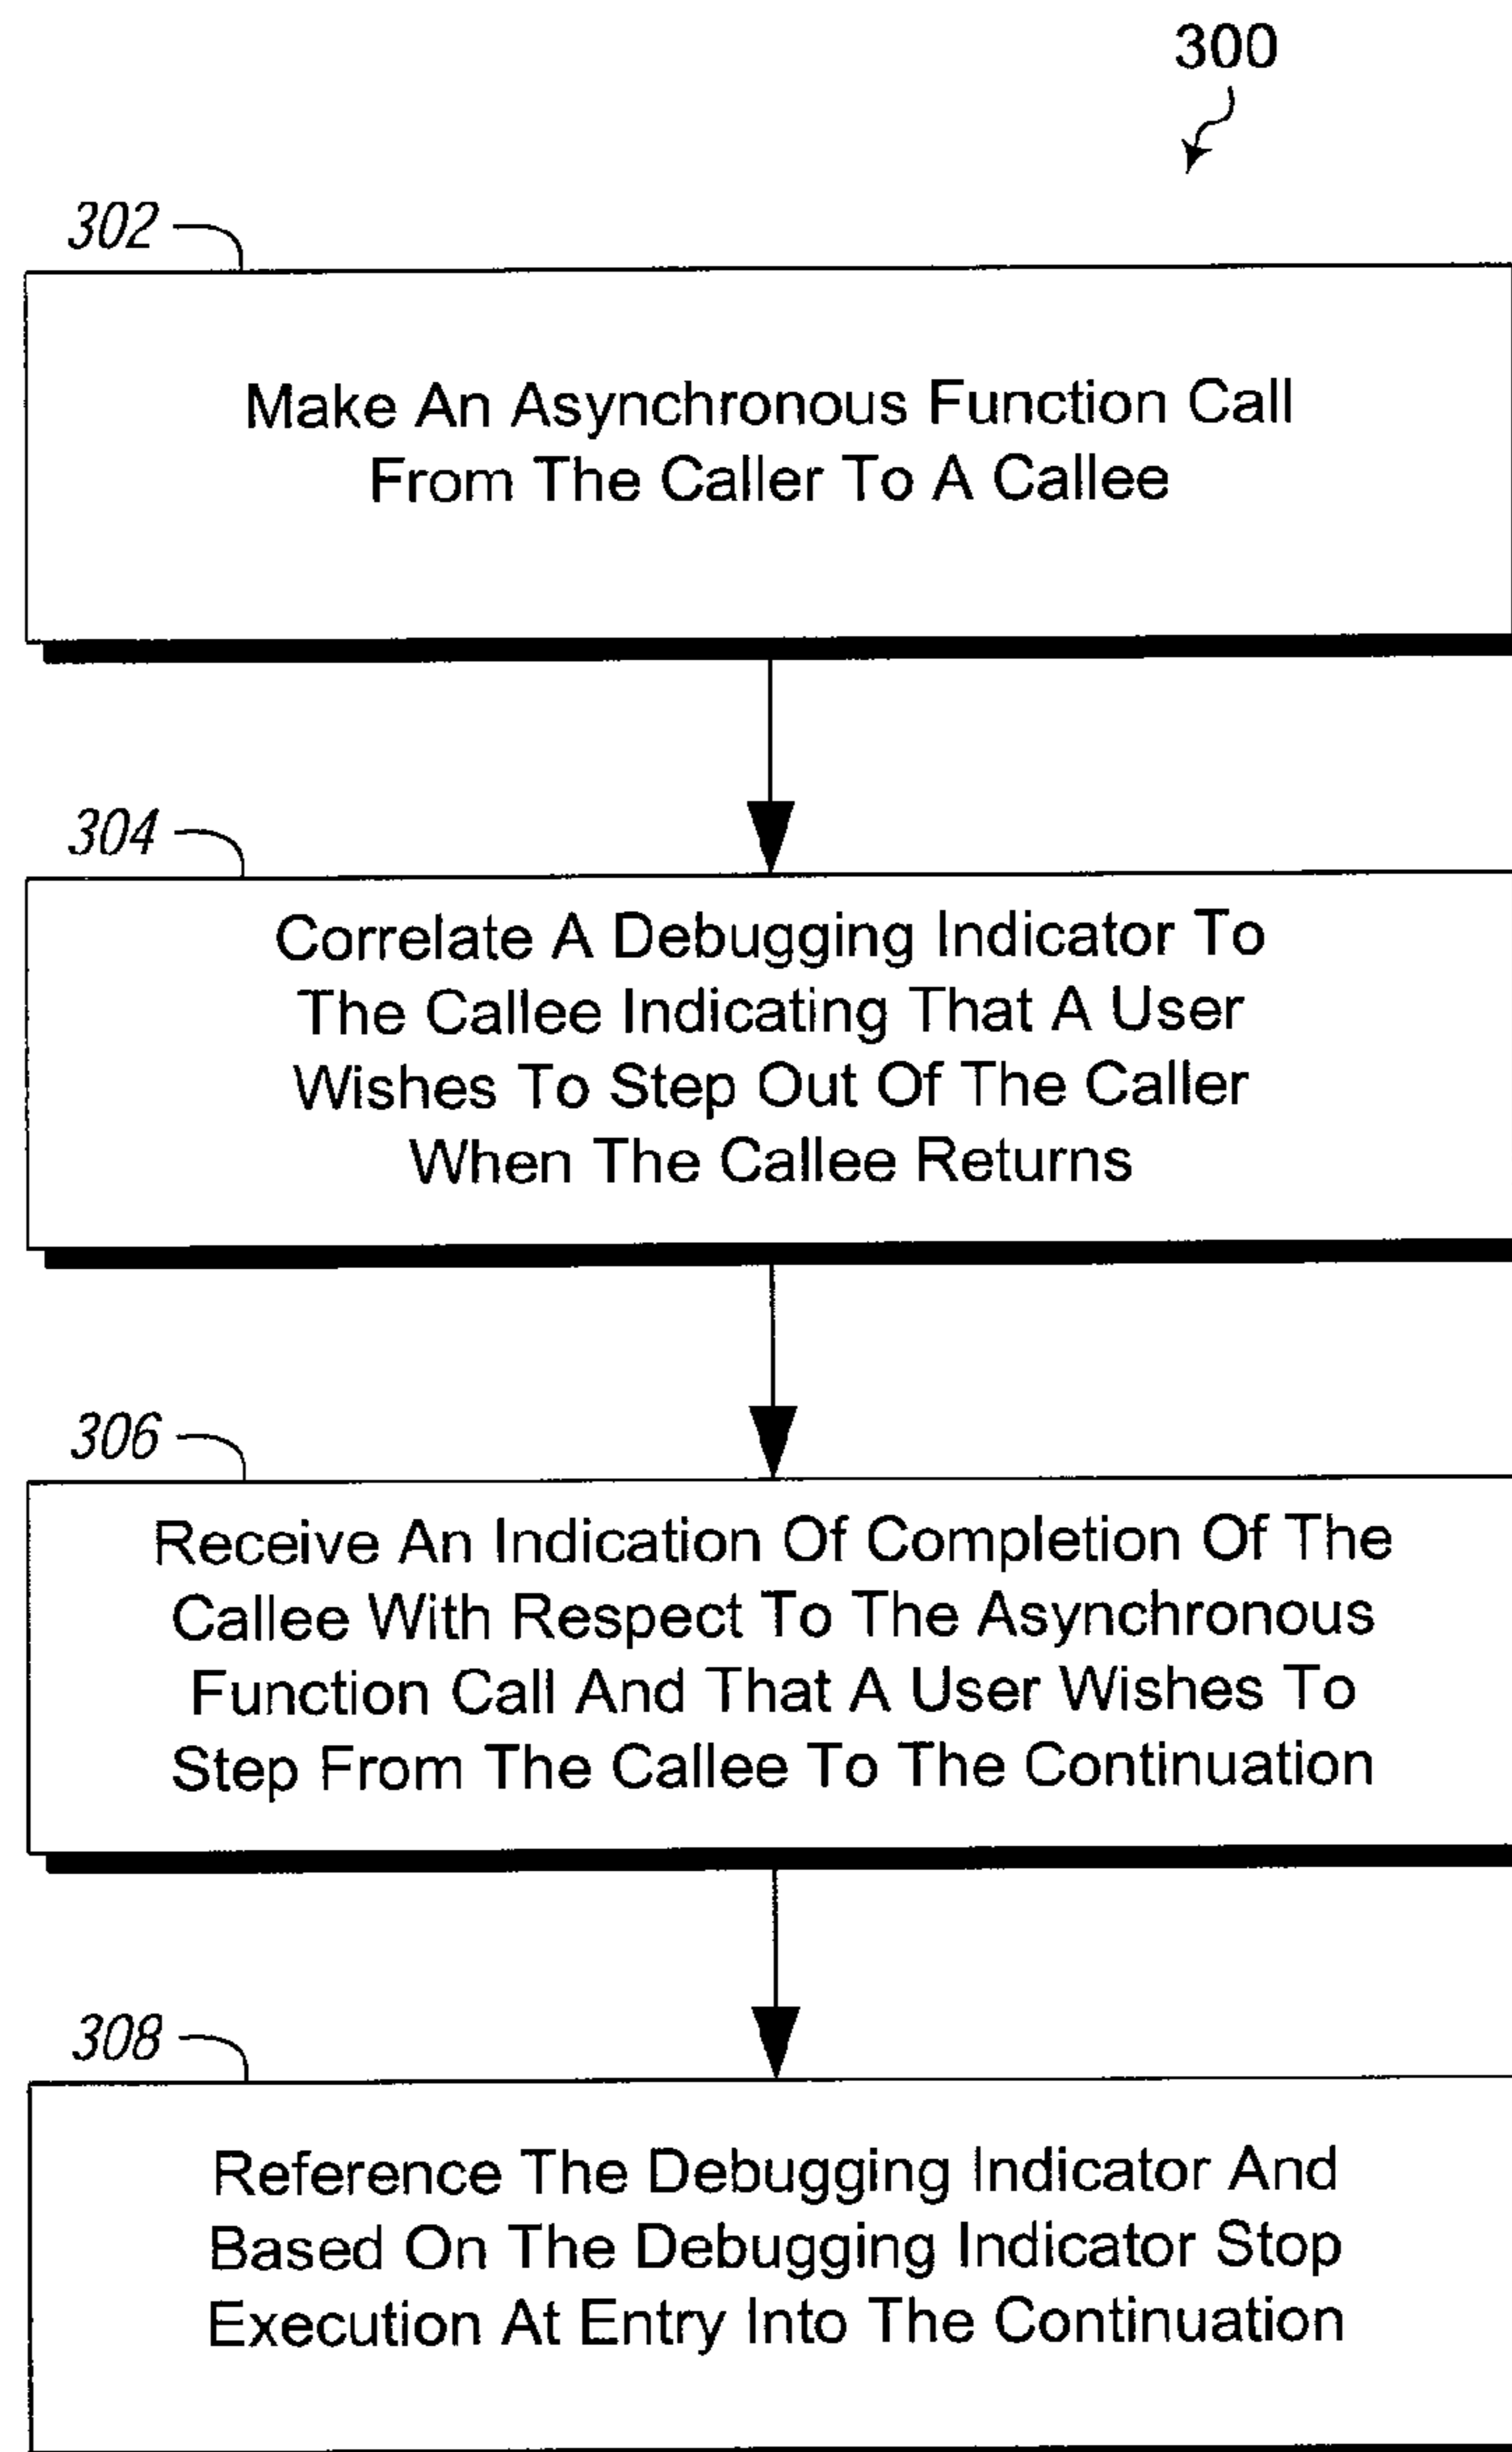 300
302
Make An Asynchronous Function Call
From The Caller To A Callee
304
Correlate A Debugging Indicator To
The Callee Indicating That A User
Wishes To Step Out Of The Caller
When The Callee Returns
306
Receive An Indication Of Completion Of The
Callee With Respect To The Asynchronous
Function Call And That A User Wishes To
Step From The Callee To The Continuation
308
Reference The Debugging Indicator And
Based On The Debugging Indicator Stop
Execution At Entry Into The Continuation